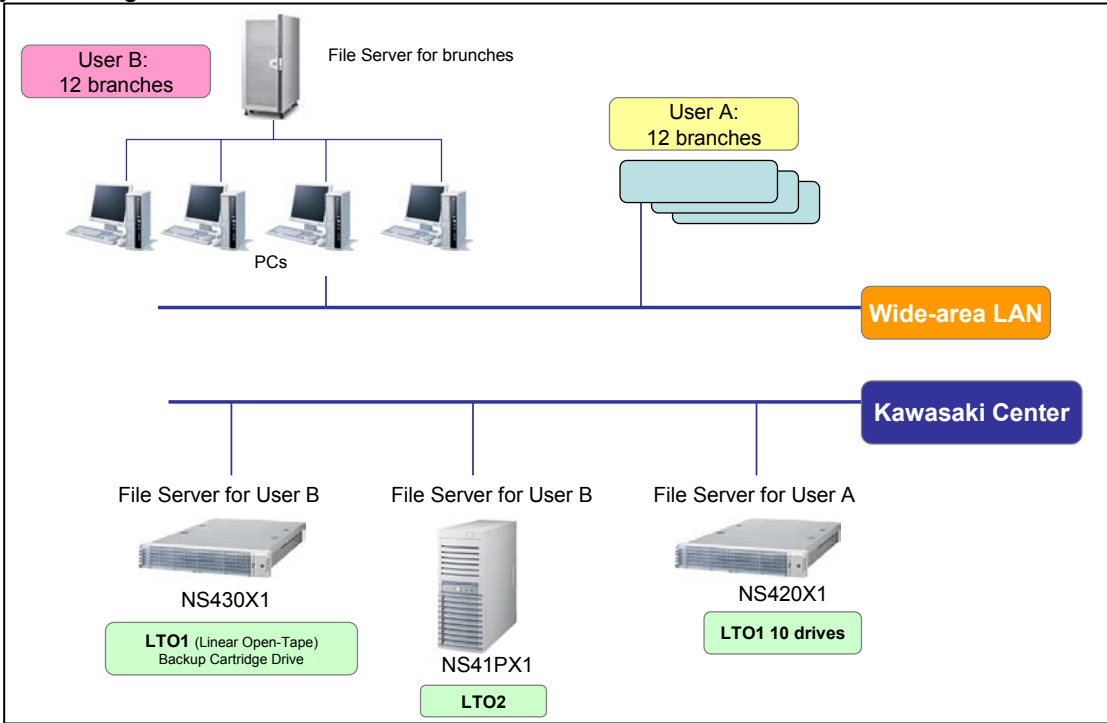 User B:
12 branches
File Server for brunches
User A:
12 branches
PCs
Wide-area LAN
Kawasaki Center
File Server for User B
File Server for User B
File Server for User A
NS430X1
NS41PX1
NS420X1
LTO1 (Linear Open-Tape)
Backup Cartridge Drive
LTO2
LTO1 10 drives